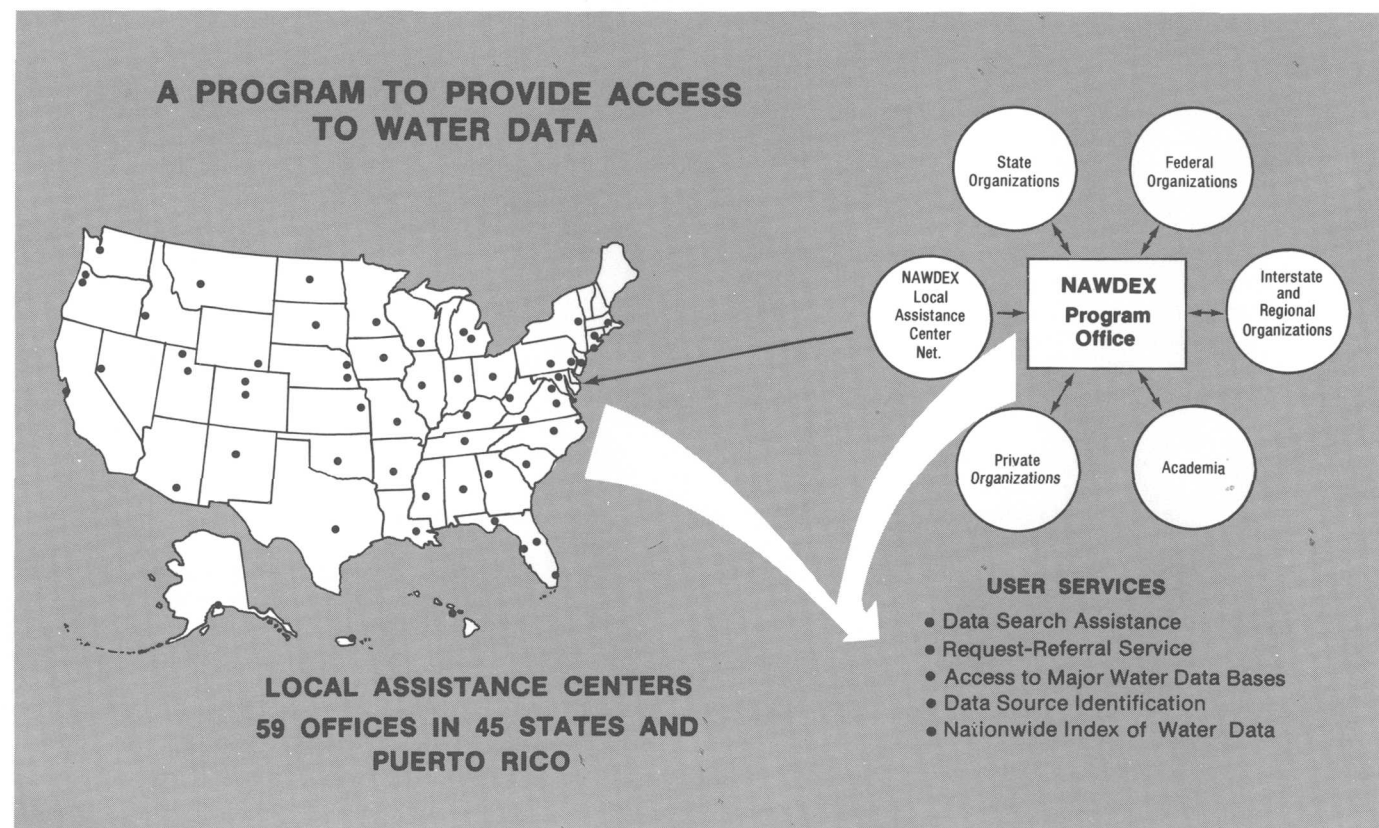 A PROGRAM TO PROVIDE ACCESS
TO WATER DATA
State
Organizations
Federal
Organizations
NAWDEX
Local
Assistance
Center
Net.
NAWDEX
Program
Office
Interstate
and
Regional
Organizations
Private
Organizations
Academia
LOCAL ASSISTANCE CENTERS
59 OFFICES IN 45 STATES AND
PUERTO RICO
USER SERVICES
• Data Search Assistance
• Request-Referral Service
• Access to Major Water Data Bases
• Data Source Identification
• Nationwide Index of Water Data